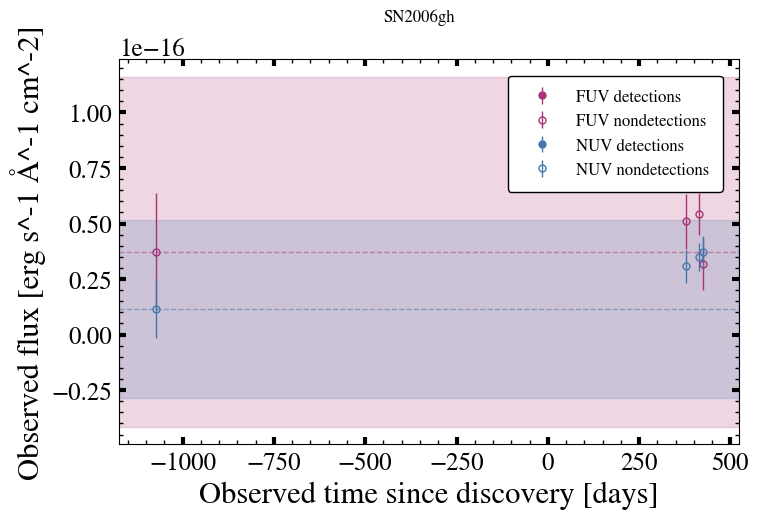 SN2006gh
1e−16
Observed flux [erg s^-1 Å^-1 cm^-2]
1.00
0.75
0.50
0.25
0.00
−0.25
FUV detections
FUV nondetections
NUV detections
NUV nondetections
−1000 −750 −500 −250 0 250 500
Observed time since discovery [days]